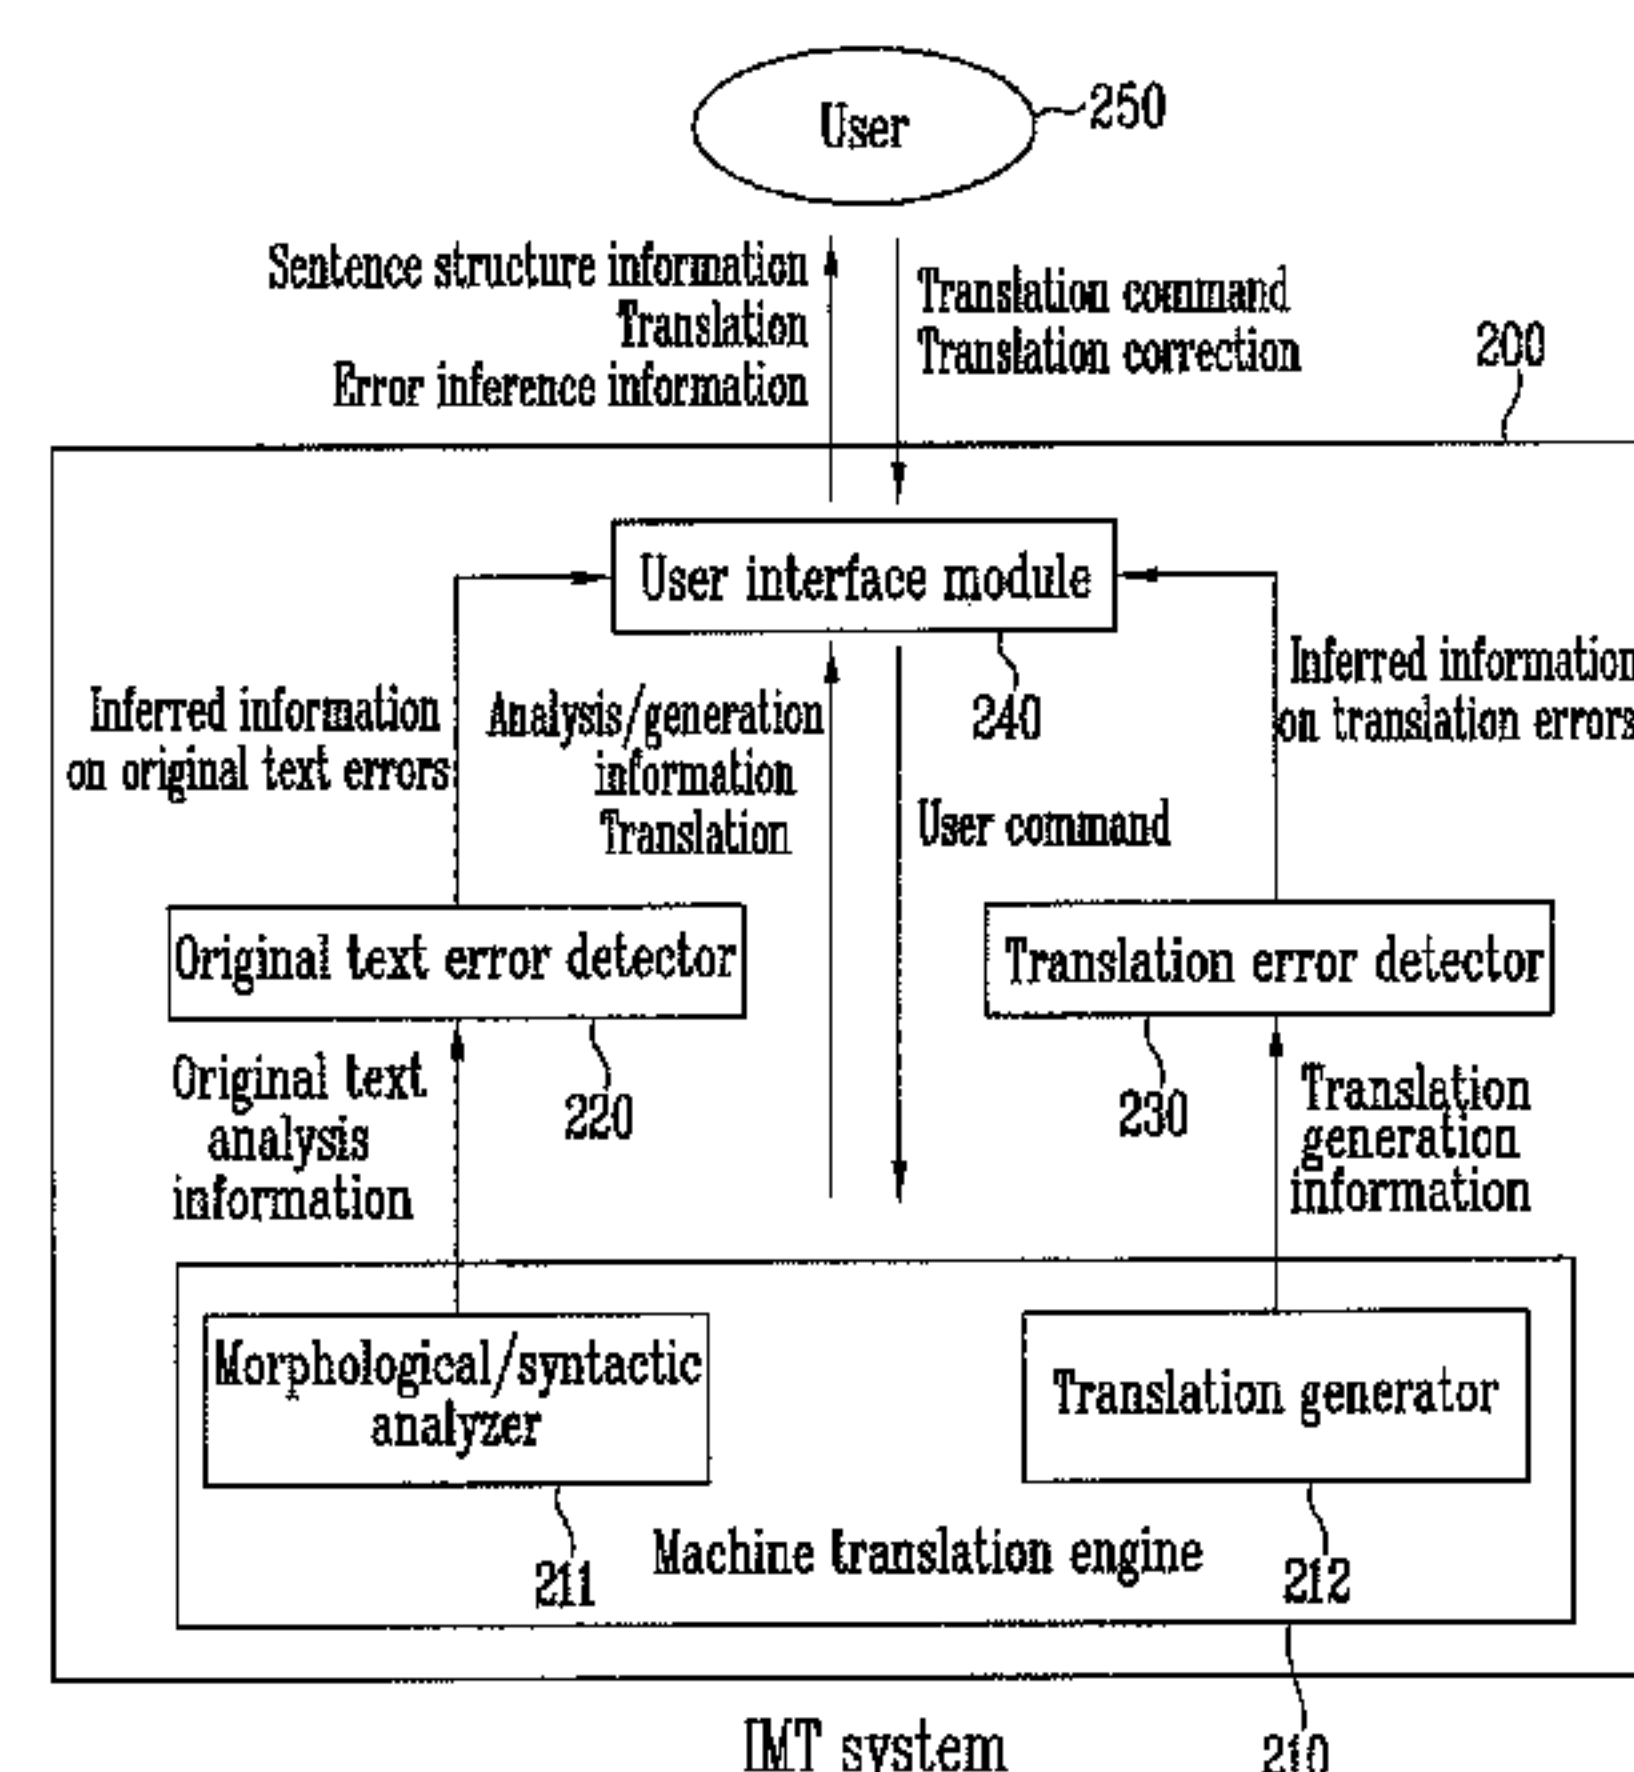 User
250
Sentence structure information
Translation
Error inference information
Translation command
Translation correction
200
User interface module
240
Inferred information
on original text errors
Analysis/generation
information
Translation
User command
Inferred information
on translation errors
Original text error detector
220
Translation error detector
230
Original text
analysis
information
Translation
generation
information
Morphological/syntactic
analyzer
211
Translation generator
212
Machine translation engine
IMT system
210